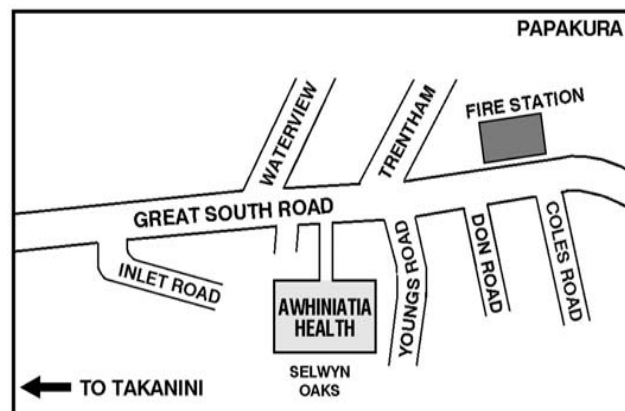 PAPAKURA
WATERVIEW
TRENTHAM
FIRE STATION
GREAT SOUTH ROAD
INLET ROAD
YOUNGS ROAD
DON ROAD
COLES ROAD
AWHINIATIA
HEALTH
SELWYN
OAKS
TO TAKANINI